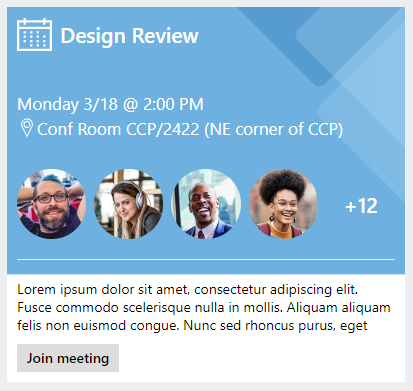 Design Review
Monday 3/18 @ 2:00 PM
Conf Room CCP/2422 (NE corner of CCP)
+12
Lorem ipsum dolor sit amet, consectetur adipiscing elit.
Fusce commodo scelerisque nulla in mollis. Aliquam aliquam
felis non euismod congue. Nunc sed rhoncus purus, eget
Join meeting